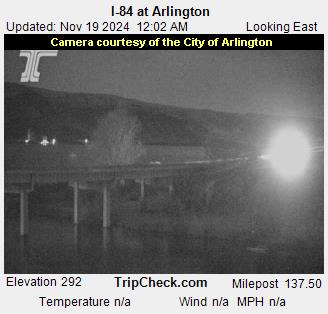 I-84 at Arlington
Updated: Nov 19 2024 12:02 AM Looking East
Camera courtesy of the City of Arlington
Elevation 292 TripCheck.com Milepost 137.50
Temperature n/a Wind n/a MPH n/a